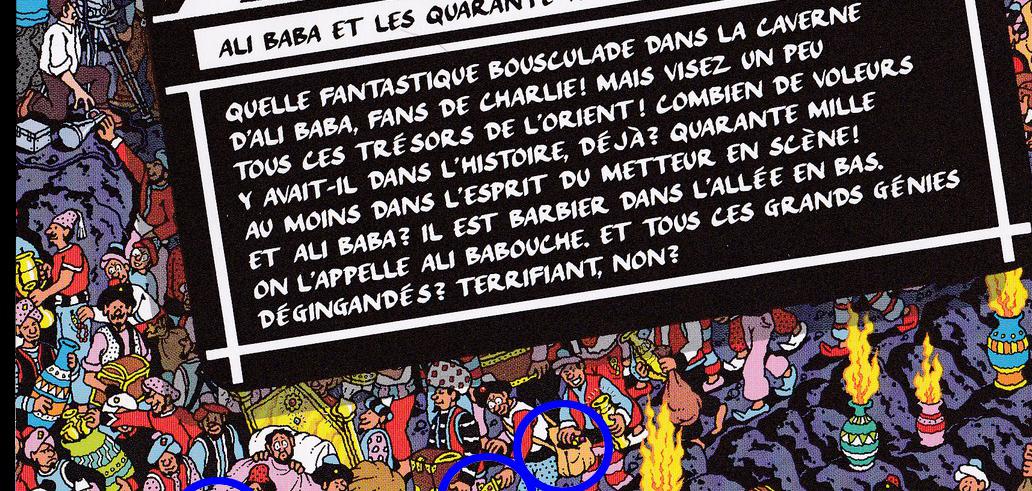 ALI BABA ET LES QUARANTE
QUELLE FANTASTIQUE BOUSCULADE DANS LA CAVERNE
D'ALI BABA, FANS DE CHARLIE! MAIS VISEZ UN PEU
TOUS CES TRÉSORS DE L'ORIENT! COMBIEN DE VOLEURS
Y AVAIT-IL DANS L'HISTOIRE, DÉJÀ? QUARANTE MILLE
AU MOINS DANS L'ESPRIT DU METTEUR EN SCÈNE!
ET ALI BABA? IL EST BARBIER DANS L'ALLÉE EN BAS.
ON L'APPELLE ALI BABOUCHE. ET TOUS CES GRANDS GÉNIES
DÉGINGANDÉS? TERRIFIANT, NON?